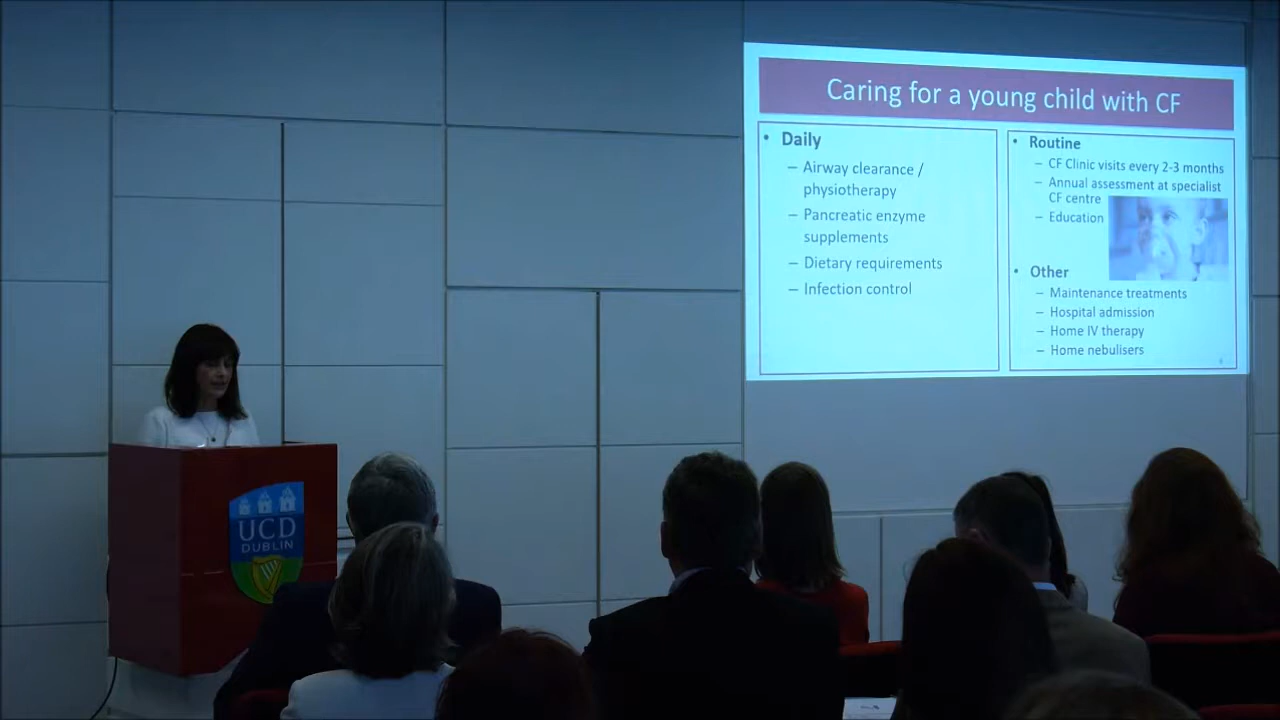 Caring for a young child with CF
• Daily
– Airway clearance /
physiotherapy
– Pancreatic enzyme
supplements
– Dietary requirements
– Infection control
• Routine
– CF Clinic visits every 2-3 months
– Annual assessment at specialist
CF centre
– Education
• Other
– Maintenance treatments
– Hospital admission
– Home IV therapy
– Home nebulisers
UCD
DUBLIN